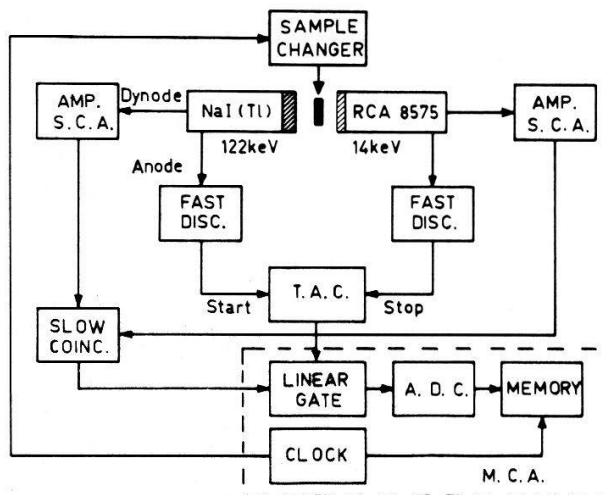 SAMPLE
CHANGER
AMP.
S.C.A.
Dynode
NaI(Tl)
RCA 8575
AMP.
S.C.A.
122keV
14keV
Anode
FAST
DISC.
FAST
DISC.
Start
T.A.C.
Stop
SLOW
COINC.
LINEAR
GATE
A.D.C.
MEMORY
CLOCK
M.C.A.